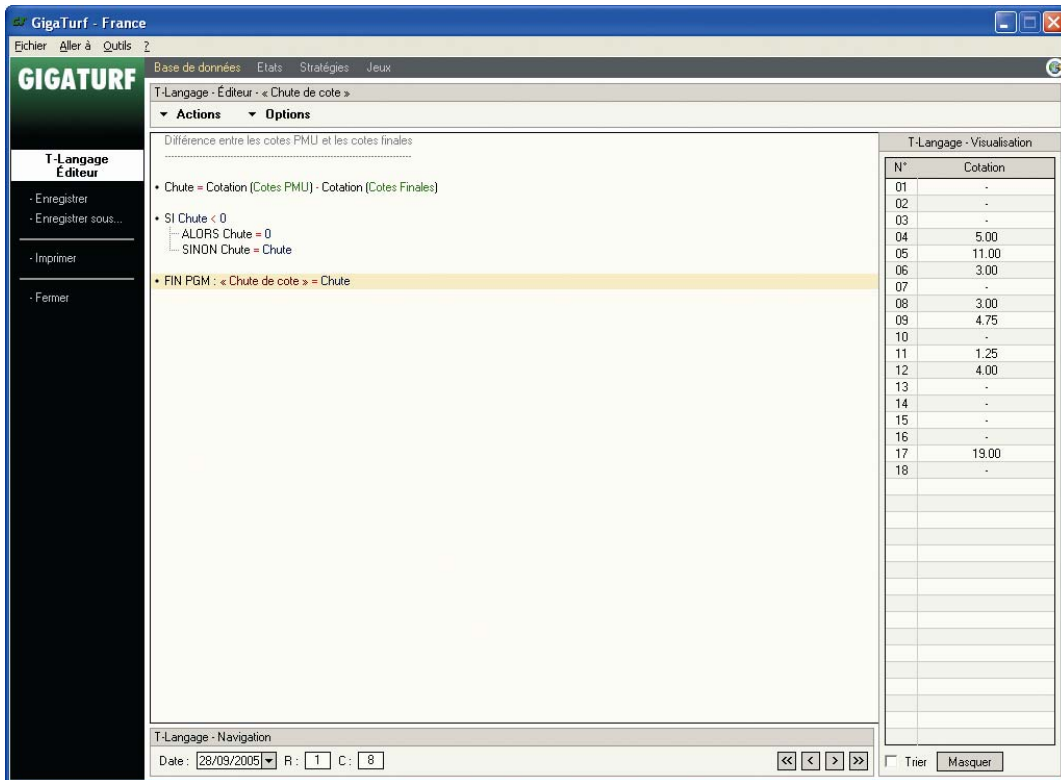 GigaTurf - France
Fichier Aller à Outils ?
GIGATURF
Base de données Etats Stratégies Jeux
T-Langage - Éditeur - « Chute de cote »
Actions Options
T-Langage
Éditeur
- Enregistrer
- Enregistrer sous...
- Imprimer
- Fermer
Différence entre les cotes PMU et les cotes finales
• Chute = Cotation (Cotes PMU) - Cotation (Cotes Finales)
• SI Chute < 0
ALORS Chute = 0
SINON Chute = Chute
• FIN PGM : « Chute de cote » = Chute
T-Langage - Visualisation
N° Cotation
01 -
02 -
03 -
04 5.00
05 11.00
06 3.00
07 -
08 3.00
09 4.75
10 -
11 1.25
12 4.00
13 -
14 -
15 -
16 -
17 19.00
18 -
T-Langage - Navigation
Date : 28/09/2005 R : 1 C : 8 << < > >>
Trier Masquer